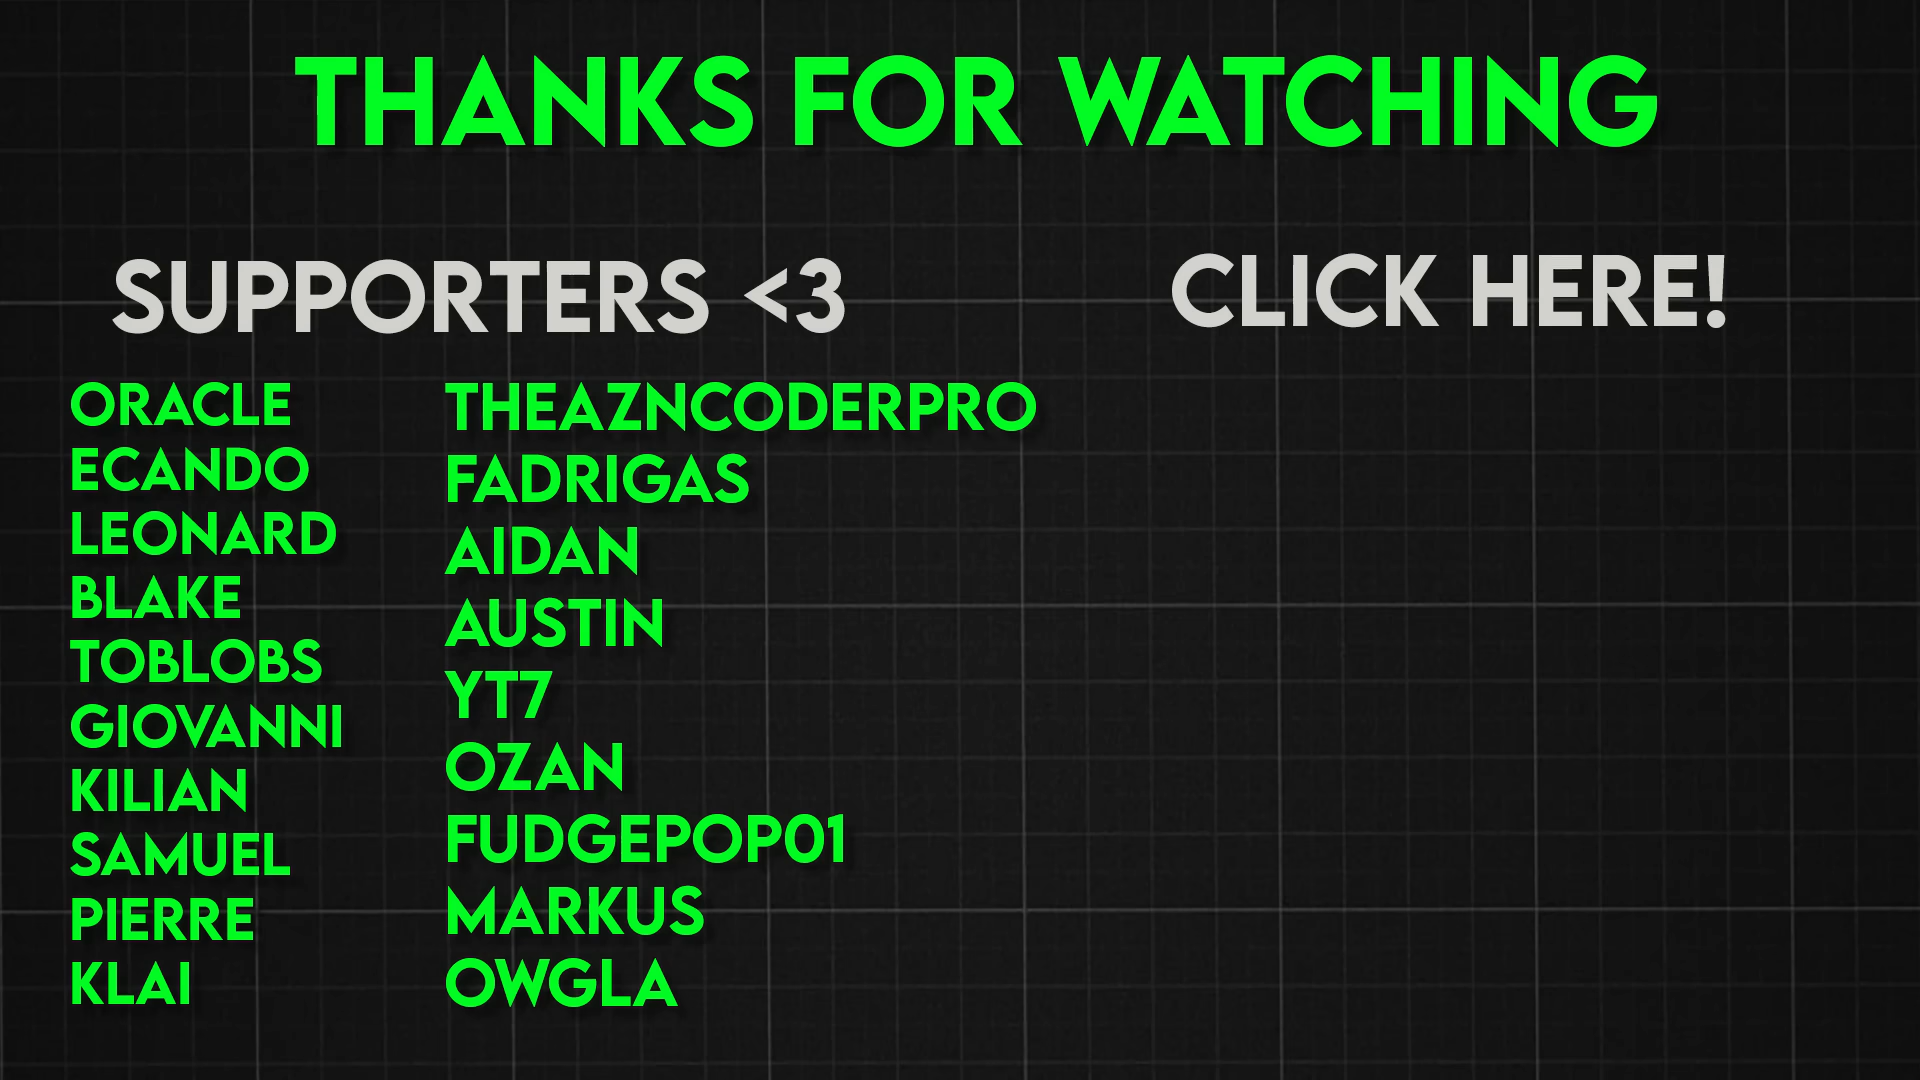 THANKS FOR WATCHING
SUPPORTERS <3
ORACLE
ECANDO
LEONARD
BLAKE
TOBLOBS
GIOVANNI
KILIAN
SAMUEL
PIERRE
KLAI
THEAZNCODERPRO
FADRIGAS
AIDAN
AUSTIN
YT7
OZAN
FUDGEPOP01
MARKUS
OWGLA
CLICK HERE!